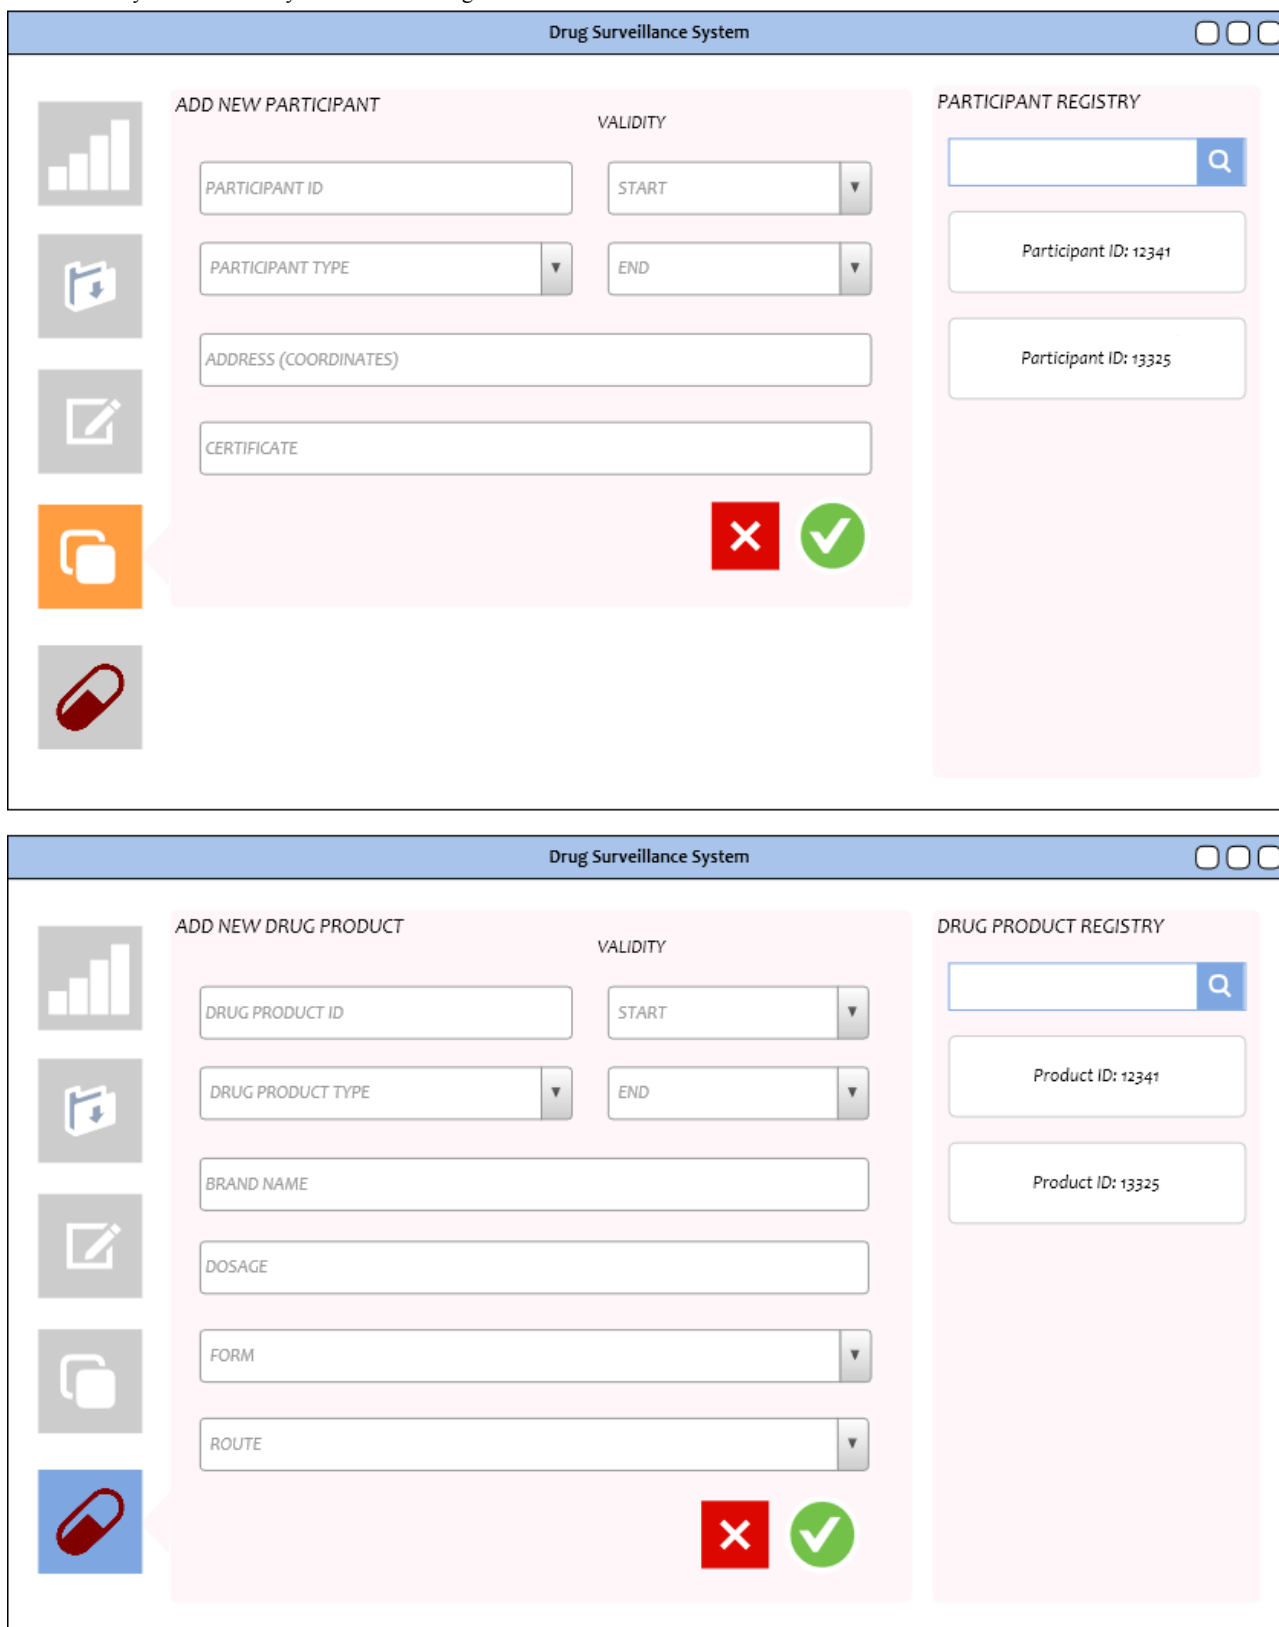 Drug Surveillance System
ADD NEW PARTICIPANT
VALIDITY
PARTICIPANT ID
START
PARTICIPANT TYPE
END
ADDRESS (COORDINATES)
CERTIFICATE
PARTICIPANT REGISTRY
Participant ID: 12341
Participant ID: 13325
Drug Surveillance System
ADD NEW DRUG PRODUCT
VALIDITY
DRUG PRODUCT ID
START
DRUG PRODUCT TYPE
END
BRAND NAME
DOSAGE
FORM
ROUTE
DRUG PRODUCT REGISTRY
Product ID: 12341
Product ID: 13325